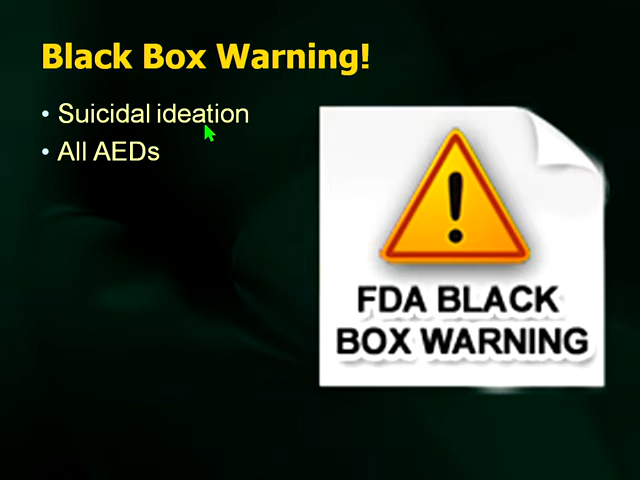 Black Box Warning!
• Suicidal ideation
• All AEDs
FDA BLACK
BOX WARNING